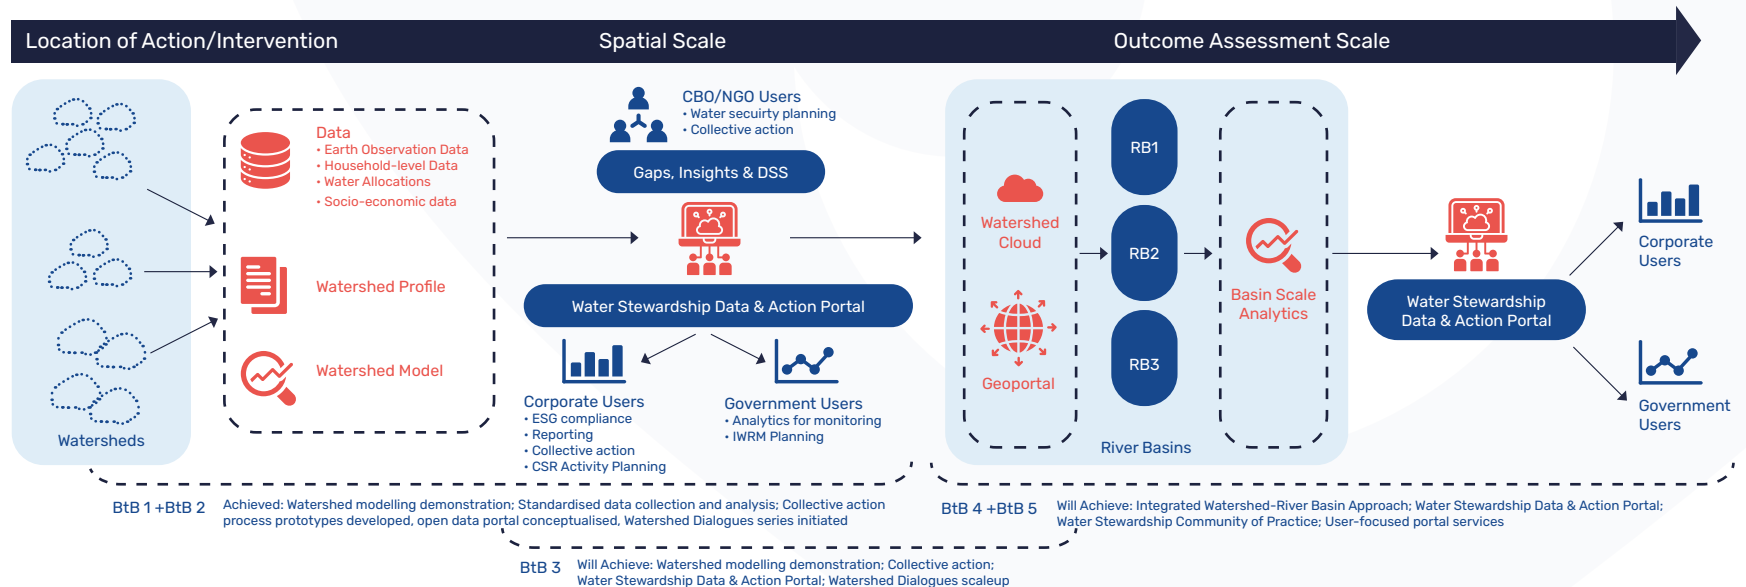 Location of Action/Intervention
Spatial Scale
Outcome Assessment Scale
Watersheds
Data
• Earth Observation Data
• Household-level Data
• Water Allocations
• Socio-economic data
Watershed Profile
Watershed Model
CBO/NGO Users
• Water secuirty planning
• Collective action
Gaps, Insights & DSS
Water Stewardship Data & Action Portal
Corporate Users
• ESG compliance
• Reporting
• Collective action
• CSR Activity Planning
Government Users
• Analytics for monitoring
• IWRM Planning
Watershed
Cloud
Geoportal
RB1
RB2
RB3
River Basins
Basin Scale
Analytics
Water Stewardship
Data & Action Portal
Corporate
Users
Government
Users
BtB 1 +BtB 2
Achieved: Watershed modelling demonstration; Standardised data collection and analysis; Collective action
process prototypes developed, open data portal conceptualised, Watershed Dialogues series initiated
BtB 4 +BtB 5
Will Achieve: Integrated Watershed-River Basin Approach; Water Stewardship Data & Action Portal;
Water Stewardship Community of Practice; User-focused portal services
BtB 3
Will Achieve: Watershed modelling demonstration; Collective action;
Water Stewardship Data & Action Portal; Watershed Dialogues scaleup